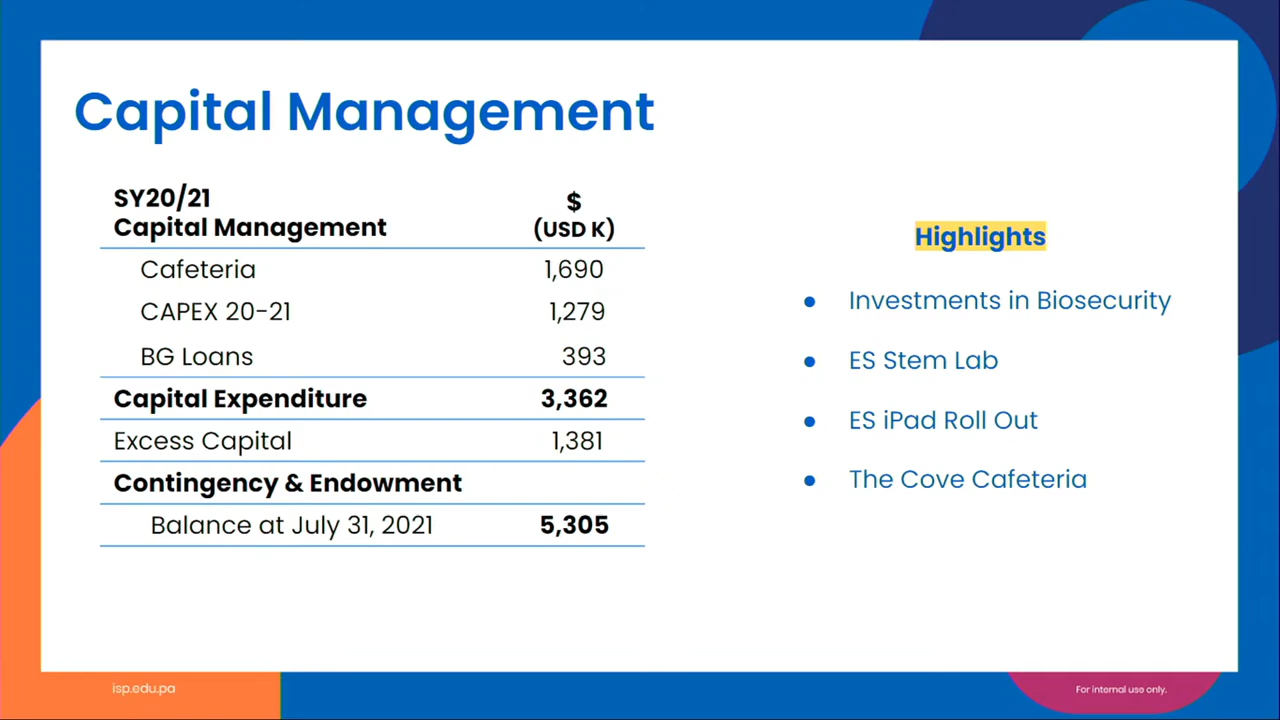 Capital Management
SY20/21
Capital Management
$
(USD K)
Cafeteria 1,690
CAPEX 20-21 1,279
BG Loans 393
Capital Expenditure 3,362
Excess Capital 1,381
Contingency & Endowment
Balance at July 31, 2021 5,305
Highlights
● Investments in Biosecurity
● ES Stem Lab
● ES iPad Roll Out
● The Cove Cafeteria
isp.edu.pa
For internal use only.